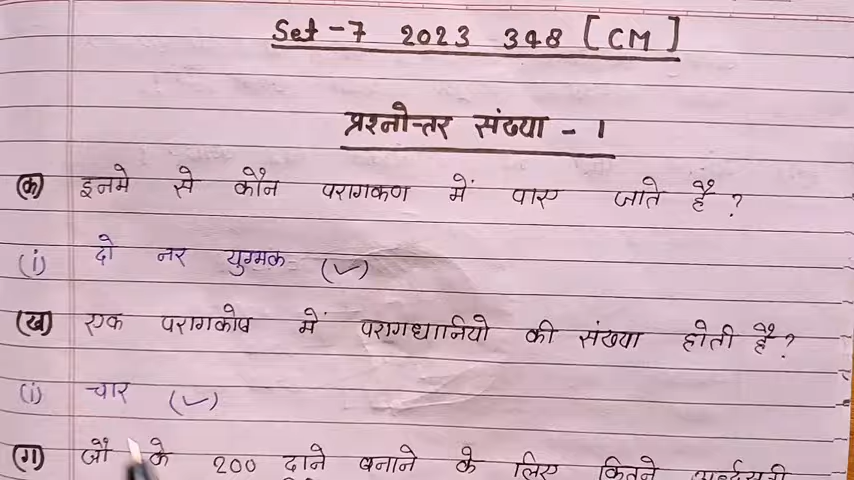 Set - 7 2023 348 [ CM ]
प्रश्नोत्तर संख्या - 1
(क) इनमे से कौन परागकण में पाए जाते है ?
(i) दो नर युग्मक (✓)
(ख) एक परागकोष में परागधानियो की संख्या होती है ?
(i) चार (✓)
(ग) जौ के 200 दाने बनाने के लिए कितने